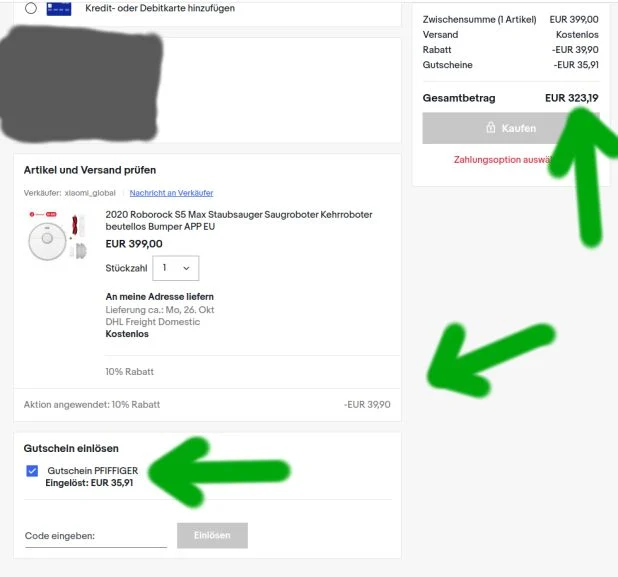 Kredit- oder Debitkarte hinzufügen
Artikel und Versand prüfen
Verkäufer: xiaomi_global | Nachricht an Verkäufer
2020 Roborock S5 Max Staubsauger Saugroboter Kehrroboter
beutellos Bumper APP EU
EUR 399,00
Stückzahl 1
An meine Adresse liefern
Lieferung ca.: Mo, 26. Okt
DHL Freight Domestic
Kostenlos
10% Rabatt
Aktion angewendet: 10% Rabatt -EUR 39,90
Gutschein einlösen
Gutschein PFIFFIGER
Eingelöst: EUR 35,91
Code eingeben: Einlösen
Zwischensumme (1 Artikel) EUR 399,00
Versand Kostenlos
Rabatt -EUR 39,90
Gutscheine -EUR 35,91
Gesamtbetrag EUR 323,19
Kaufen
Zahlungsoption